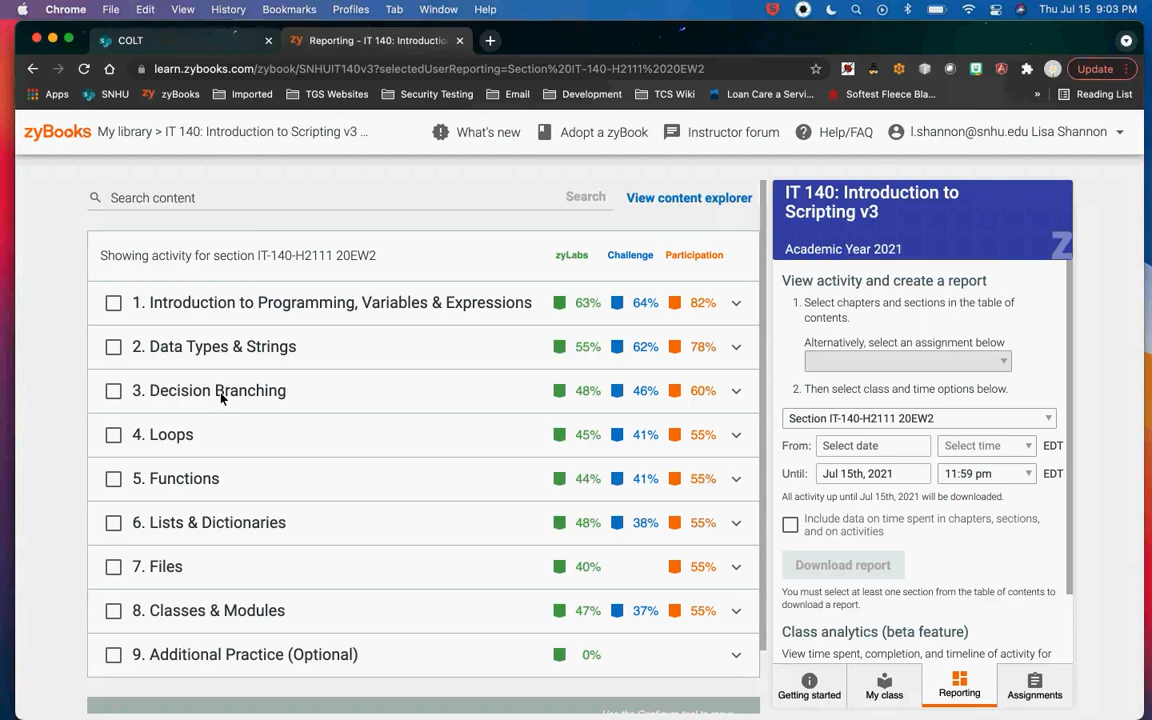 Chrome File Edit View History Bookmarks Profiles Tab Window Help Thu Jul 15 9:03 PM
COLT zy Reporting - IT 140: Introductio
learn.zybooks.com/zybook/SNHUIT140v3?selectedUserReporting=Section%20IT-140-H2111%2020EW2 Update
Apps SNHU zy zyBooks Imported TGS Websites Security Testing Email Development TCS Wiki Loan Care a Servi... Softest Fleece Bla... » Reading List
zyBooks My library > IT 140: Introduction to Scripting v3 ... What's new Adopt a zyBook Instructor forum Help/FAQ l.shannon@snhu.edu Lisa Shannon
Search content Search View content explorer
Showing activity for section IT-140-H2111 20EW2 zyLabs Challenge Participation
1. Introduction to Programming, Variables & Expressions 63% 64% 82%
2. Data Types & Strings 55% 62% 78%
3. Decision Branching 48% 46% 60%
4. Loops 45% 41% 55%
5. Functions 44% 41% 55%
6. Lists & Dictionaries 48% 38% 55%
7. Files 40% 55%
8. Classes & Modules 47% 37% 55%
9. Additional Practice (Optional) 0%
IT 140: Introduction to
Scripting v3
Academic Year 2021
View activity and create a report
1. Select chapters and sections in the table of
contents.
Alternatively, select an assignment below
2. Then select class and time options below.
Section IT-140-H2111 20EW2
From: Select date Select time EDT
Until: Jul 15th, 2021 11:59 pm EDT
All activity up until Jul 15th, 2021 will be downloaded.
Include data on time spent in chapters, sections,
and on activities
Download report
You must select at least one section from the table of contents to
download a report.
Class analytics (beta feature)
View time spent, completion, and timeline of activity for
Getting started My class Reporting Assignments